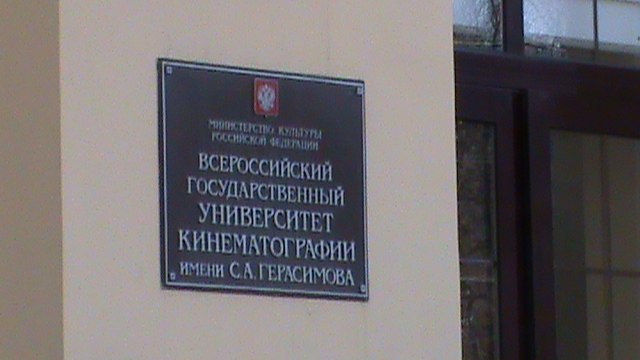 МИНИСТЕРСТВО КУЛЬТУРЫ
РОССИЙСКОЙ ФЕДЕРАЦИИ
ВСЕРОССИЙСКИЙ
ГОСУДАРСТВЕННЫЙ
УНИВЕРСИТЕТ
КИНЕМАТОГРАФИИ
ИМЕНИ С.А. ГЕРАСИМОВА